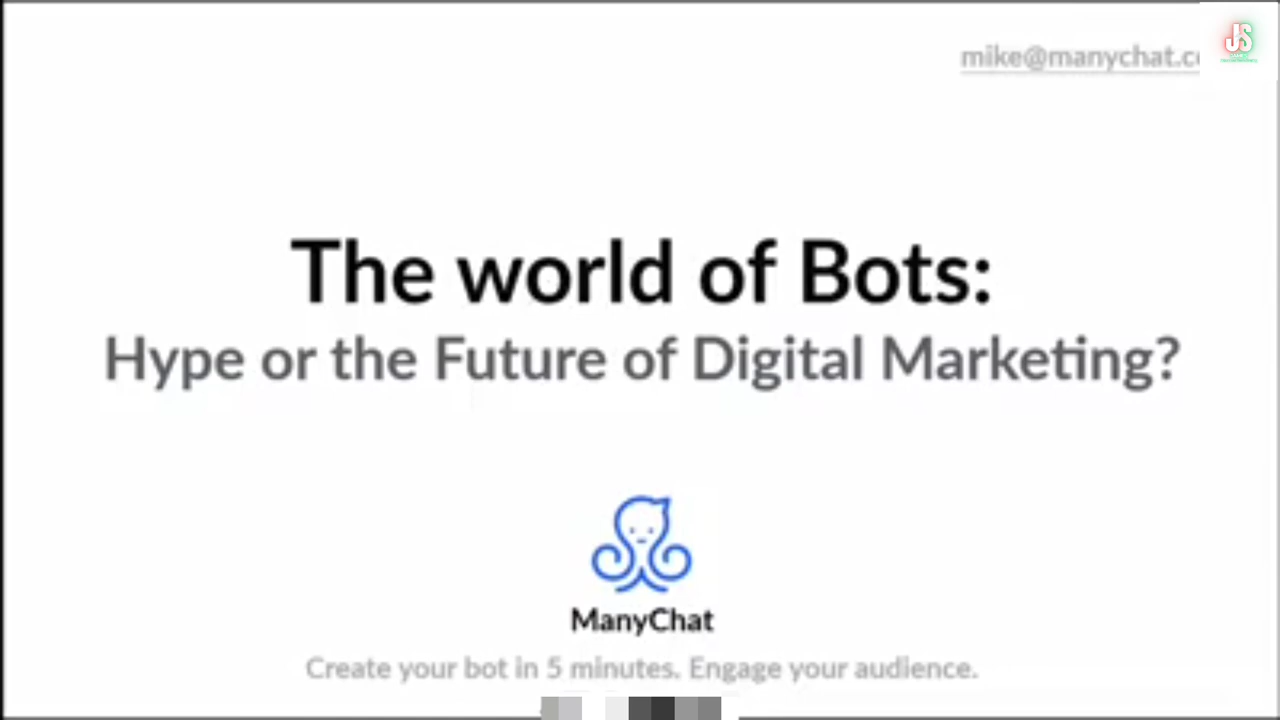 mike@manychat.c
JS
The world of Bots:
Hype or the Future of Digital Marketing?
ManyChat
Create your bot in 5 minutes. Engage your audience.